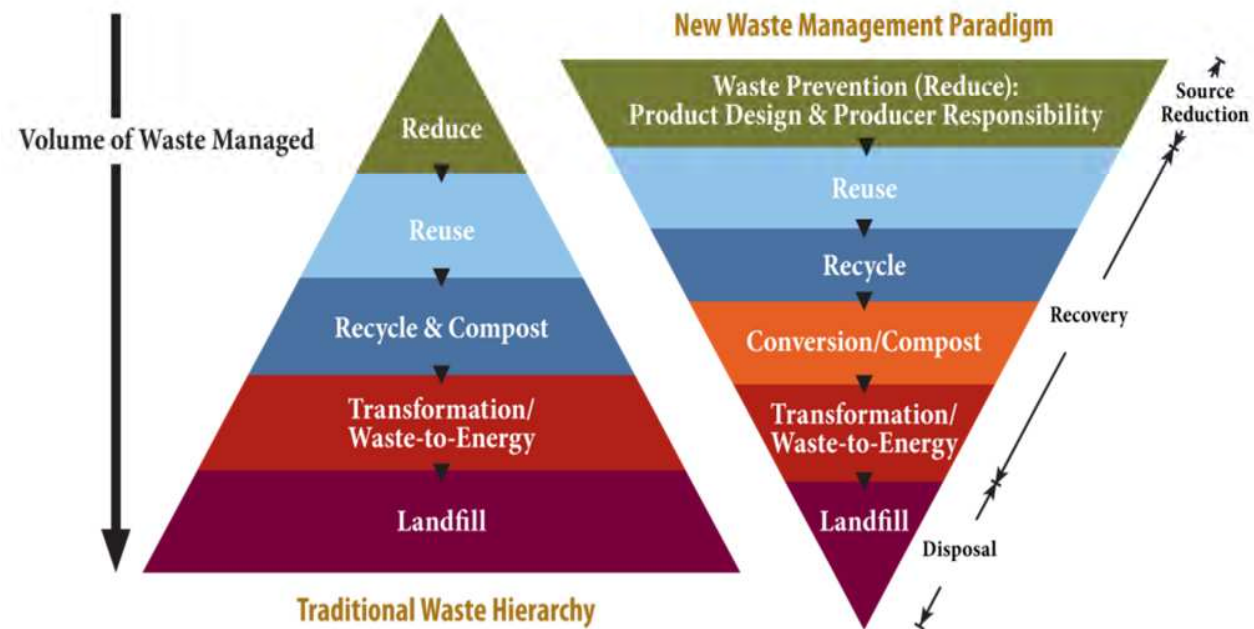 New Waste Management Paradigm
Volume of Waste Managed
Reduce
Reuse
Recycle & Compost
Transformation/
Waste-to-Energy
Landfill
Traditional Waste Hierarchy
Waste Prevention (Reduce):
Product Design & Producer Responsibility
Reuse
Recycle
Conversion/Compost
Transformation/
Waste-to-Energy
Landfill
Source
Reduction
Recovery
Disposal